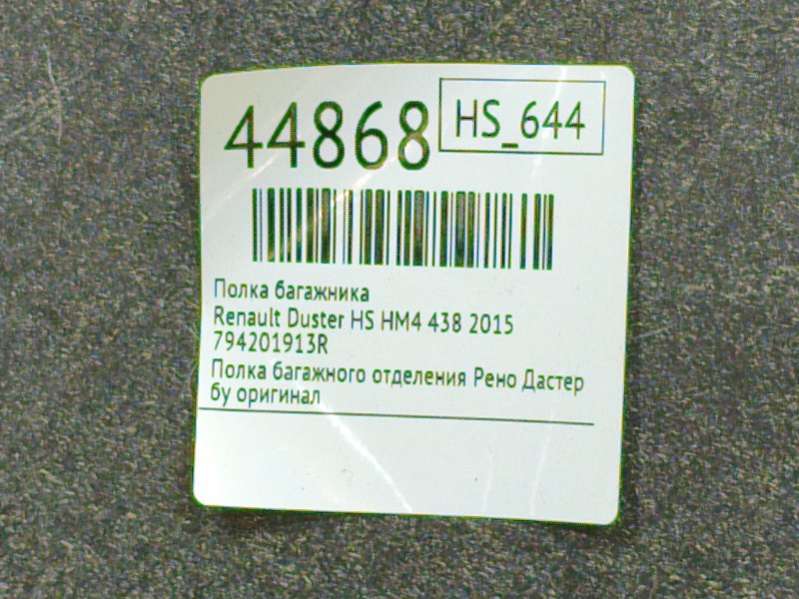 44868
HS_644
Полка багажника
Renault Duster HS HM4 438 2015
794201913R
Полка багажного отделения Рено Дастер
бу оригинал